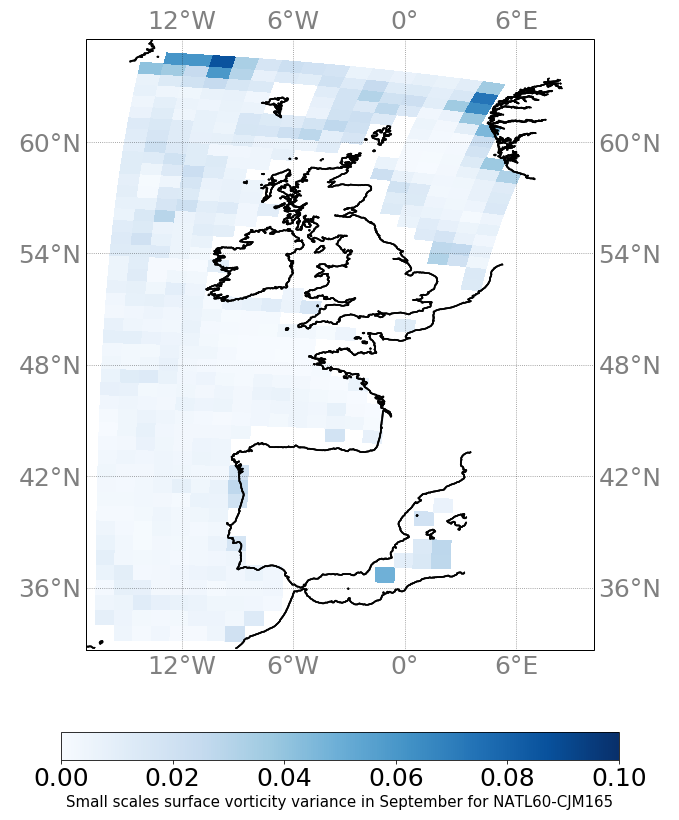 12°W 6°W 0° 6°E
60°N 60°N
54°N 54°N
48°N 48°N
42°N 42°N
36°N 36°N
12°W 6°W 0° 6°E
0.00 0.02 0.04 0.06 0.08 0.10
Small scales surface vorticity variance in September for NATL60-CJM165